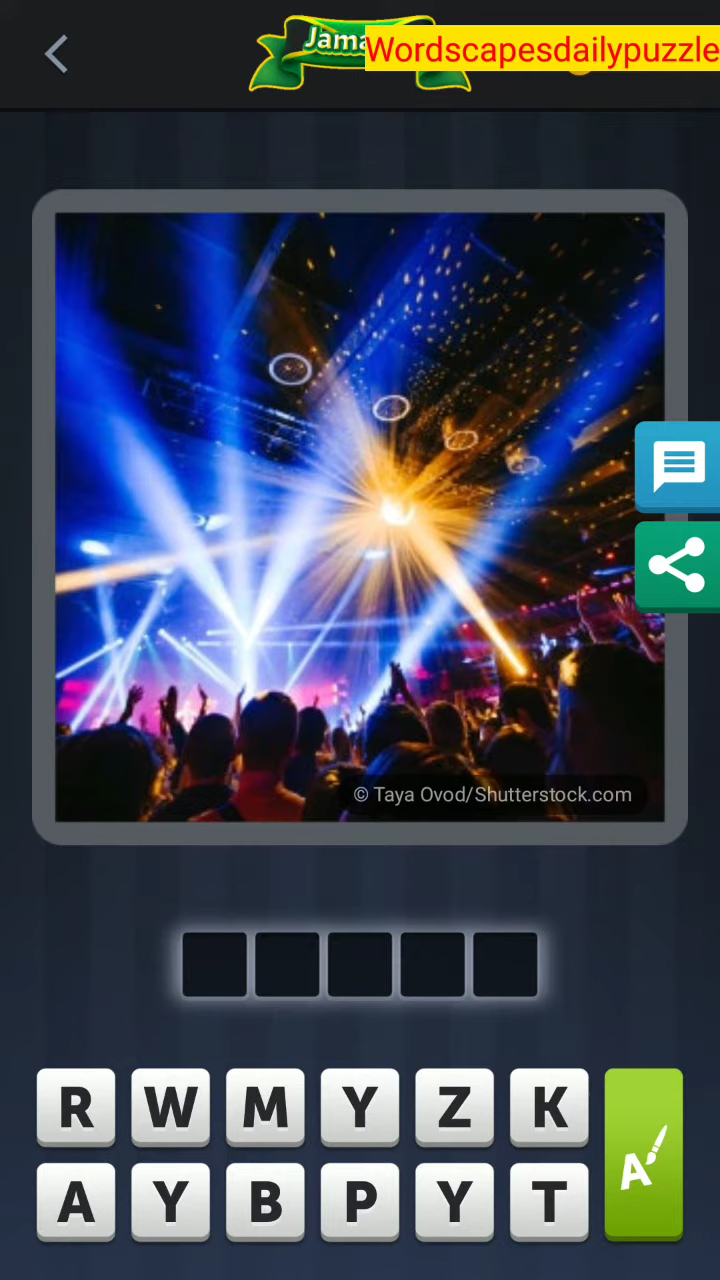 Jama
Wordscapesdailypuzzle
© Taya Ovod/Shutterstock.com
R W M Y Z K
A Y B P Y T
A